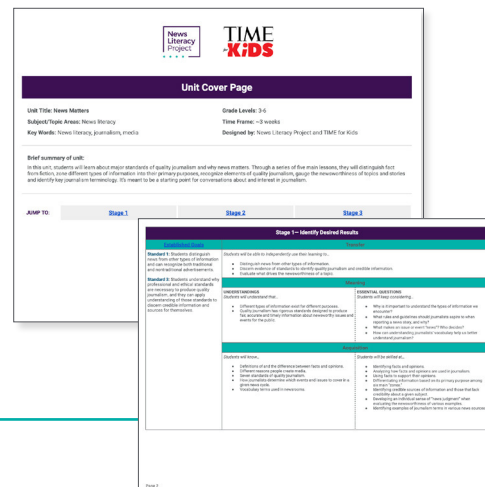 News
Literacy
Project
TIME
for KiDS
Unit Cover Page
Unit Title: News Matters
Grade Levels: 3-6
Subject/Topic Areas: News literacy
Time Frame: ~3 weeks
Key Words: News literacy, journalism, media
Designed by: News Literacy Project and TIME for Kids
Brief summary of unit:
In this unit, students will learn about major standards of quality journalism and why news matters. Through a series of five main lessons, they will distinguish fact
from fiction, zone different types of information into their primary purposes, recognize elements of quality journalism, gauge the newsworthiness of topics and stories
and identify key journalism terminology. It's meant to be a starting point for conversations about and interest in journalism.
JUMP TO:
Stage 1
Stage 2
Stage 3
Stage 1— Identify Desired Results
Established Goals
Transfer
Standard 1: Students distinguish
news from other types of information
and can recognize both traditional
and nontraditional advertisements.
Standard 3: Students understand why
professional and ethical standards
are necessary to produce quality
journalism, and they can apply
understanding of those standards to
discern credible information and
sources for themselves.
Students will be able to independently use their learning to...
Distinguish news from other types of information.
Discern evidence of standards to identify quality journalism and credible information.
Evaluate what drives the newsworthiness of a topic.
Meaning
UNDERSTANDINGS
Students will understand that...
Different types of information exist for different purposes.
Quality journalism has rigorous standards designed to produce
fair, accurate and timely information about newsworthy issues and
events for the public.
ESSENTIAL QUESTIONS
Students will keep considering...
Why is it important to understand the types of information we
encounter?
What rules and guidelines should journalists aspire to when
reporting a news story, and why?
What makes an issue or event "news"? Who decides?
How can understanding journalists' vocabulary help us better
understand journalism?
Acquisition
Students will know...
Definitions of and the difference between facts and opinions.
Different reasons people create media.
Seven standards of quality journalism.
How journalists determine which events and issues to cover in a
given news cycle.
Vocabulary terms used in newsrooms.
Students will be skilled at...
Identifying facts and opinions
Analyzing how facts and opinions are used in journalism.
Using facts to support their opinions.
Differentiating information based on its primary purpose among
six main "zones."
Identifying credible sources of information and those that lack
credibility about a given subject.
Developing an individual sense of "news judgment" when
evaluating the newsworthiness of various examples.
Identifying examples of journalism terms in various news sources
Page 2